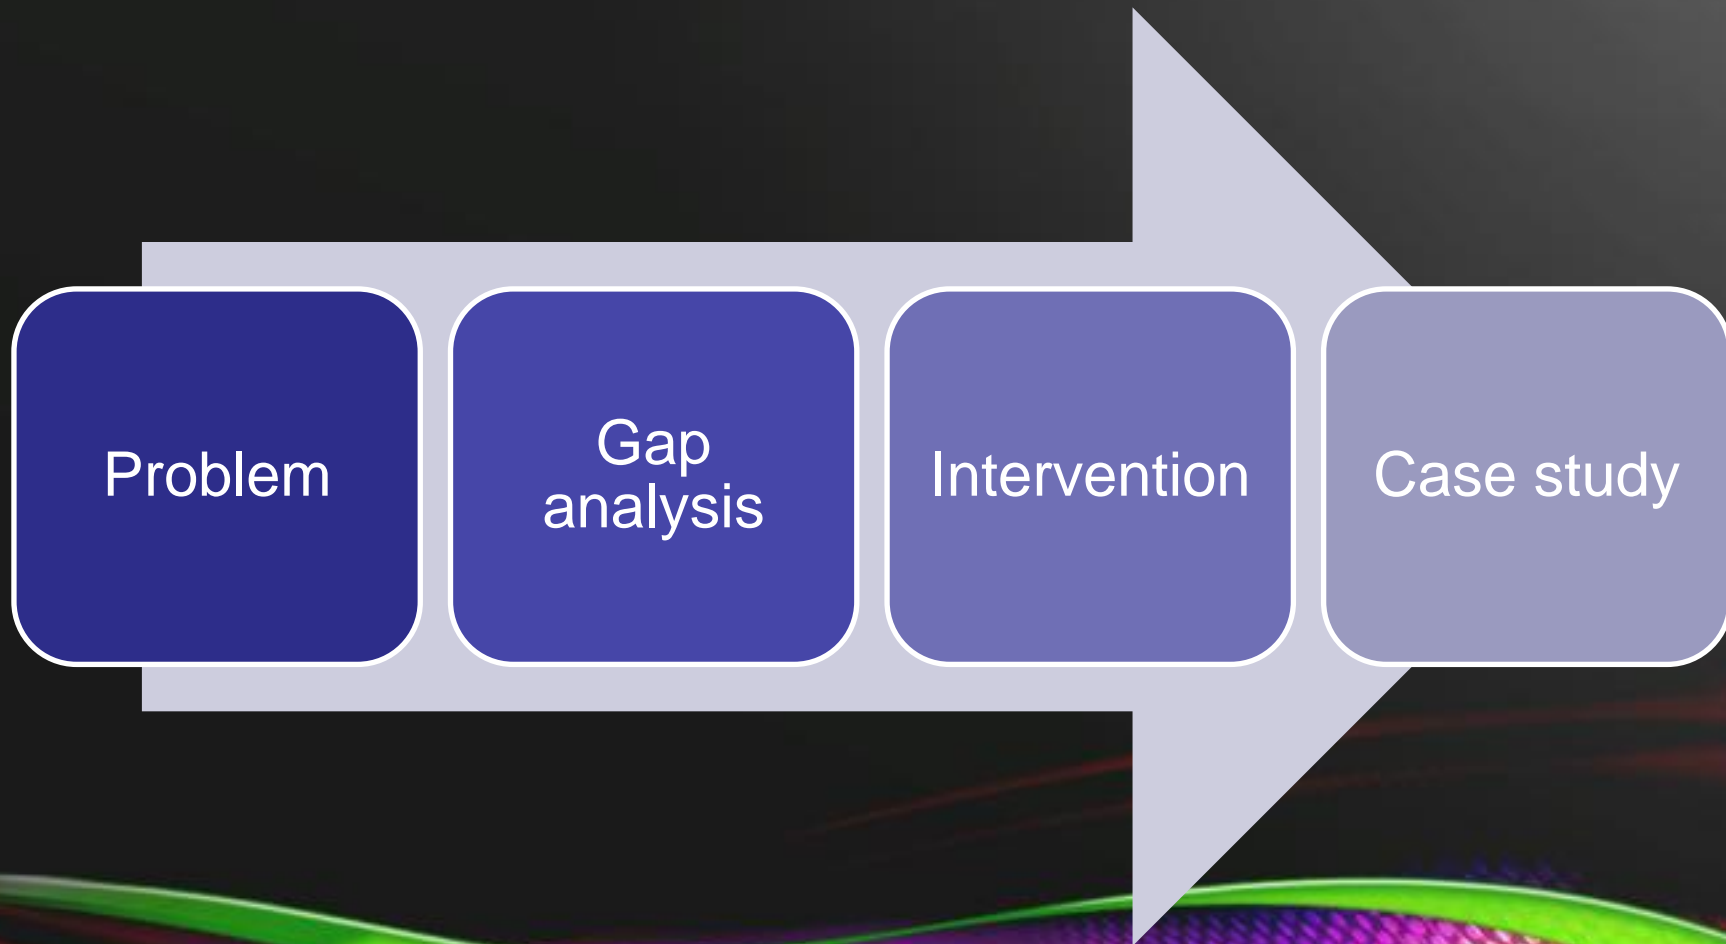 Problem
Gap
analysis
Intervention
Case study